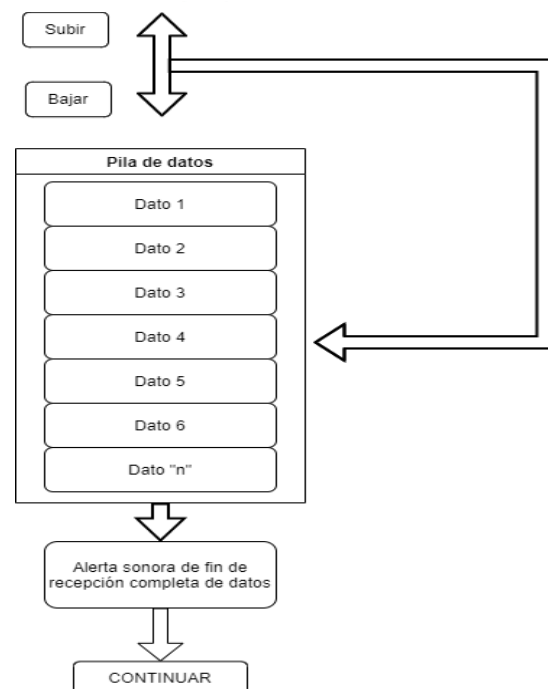 Subir
Bajar
Pila de datos
Dato 1
Dato 2
Dato 3
Dato 4
Dato 5
Dato 6
Dato "n"
Alerta sonora de fin de
recepción completa de datos
CONTINUAR